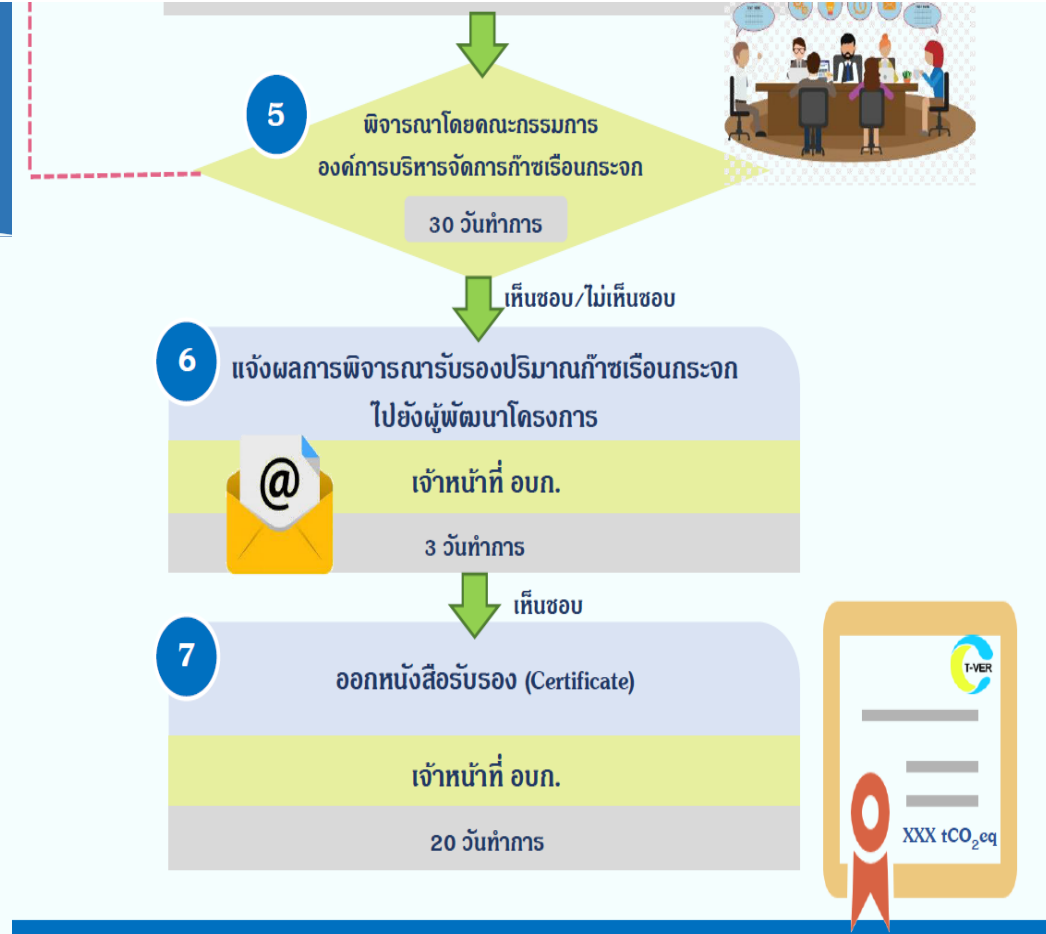 5
พิจารณาโดยคณะกรรมการ
องค์การบริหารจัดการก๊าซเรือนกระจก
30 วันทำการ
เห็นชอบ/ไม่เห็นชอบ
6
แจ้งผลการพิจารณารับรองปริมาณก๊าซเรือนกระจก
ไปยังผู้พัฒนาโครงการ
@
เจ้าหน้าที่ อบก.
3 วันทำการ
เห็นชอบ
7
ออกหนังสือรับรอง (Certificate)
T-VER
เจ้าหน้าที่ อบก.
20 วันทำการ
XXX tCO₂eq